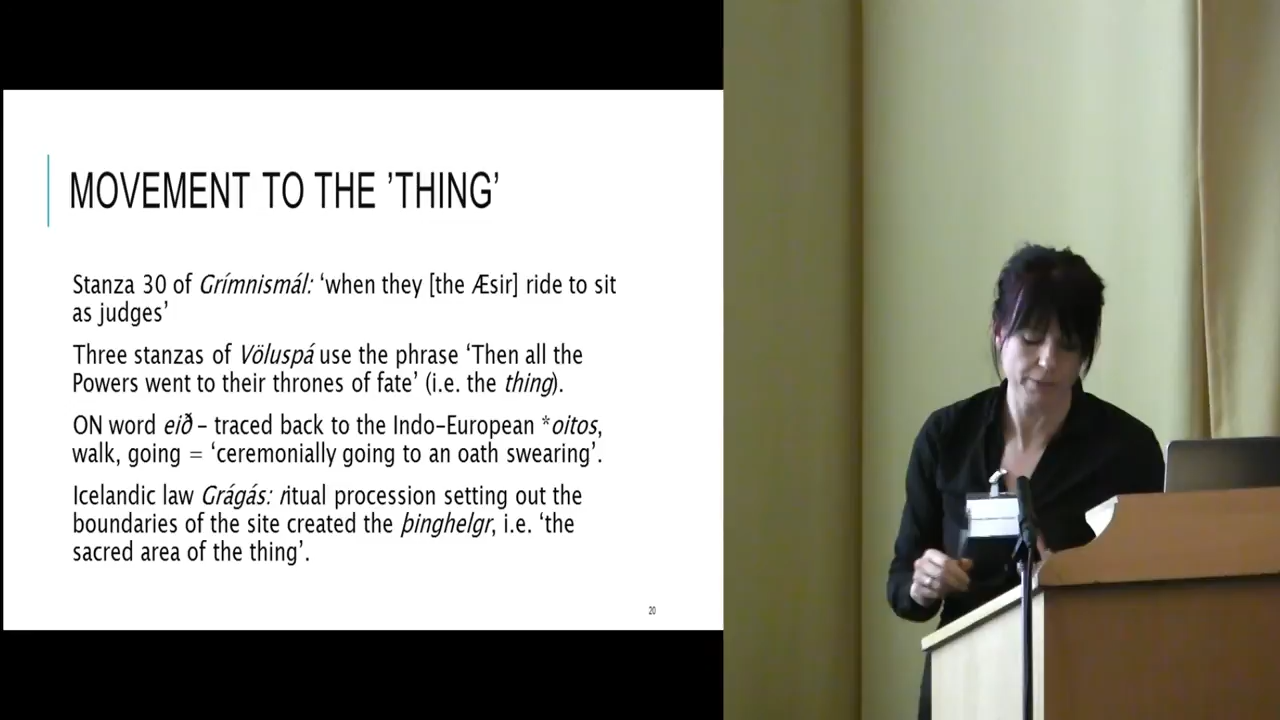 MOVEMENT TO THE ’THING’
Stanza 30 of Grímnismál: ‘when they [the Æsir] ride to sit
as judges’
Three stanzas of Völuspá use the phrase ‘Then all the
Powers went to their thrones of fate’ (i.e. the thing).
ON word eið – traced back to the Indo-European *oitos,
walk, going = ‘ceremonially going to an oath swearing’.
Icelandic law Grágás: ritual procession setting out the
boundaries of the site created the þinghelgr, i.e. ‘the
sacred area of the thing’.
20